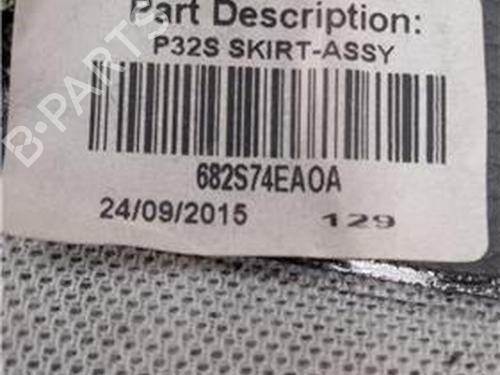 Part Description:
P32S SKIRT-ASSY
682S74EA0A
24/09/2015 129
B-PARTS